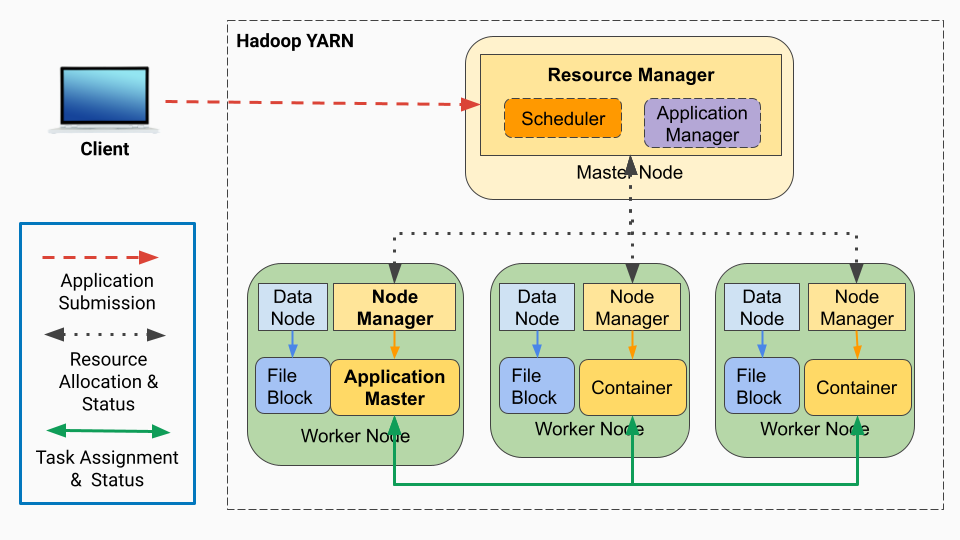 Hadoop YARN
Resource Manager
Scheduler
Application
Manager
Master Node
Client
Application
Submission
Resource
Allocation &
Status
Task Assignment
& Status
Data
Node
Node
Manager
File
Block
Application
Master
Worker Node
Data
Node
Node
Manager
File
Block
Container
Worker Node
Data
Node
Node
Manager
File
Block
Container
Worker Node